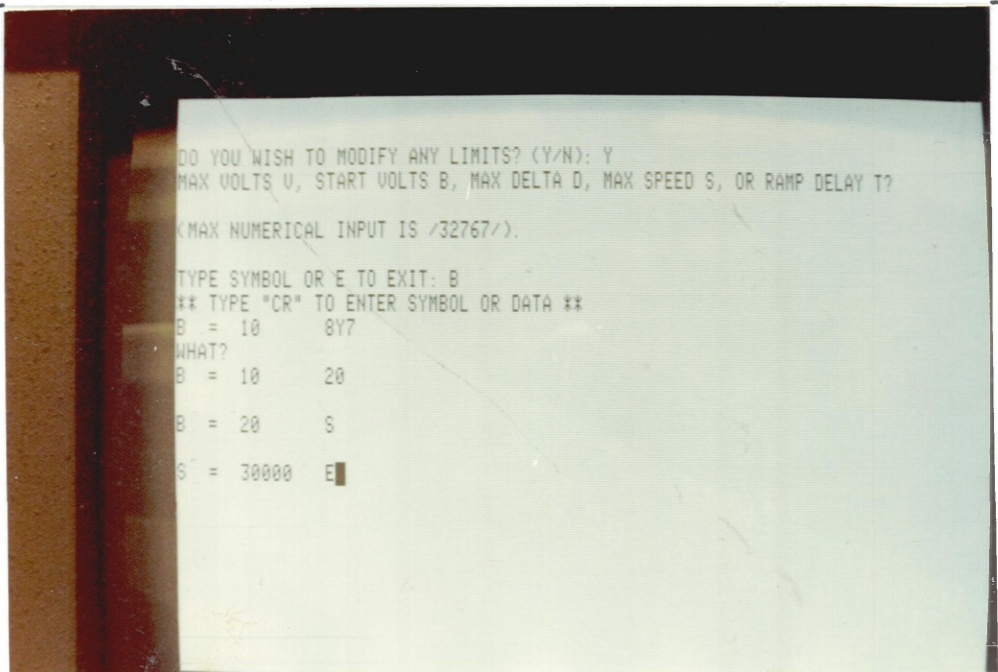 DO YOU WISH TO MODIFY ANY LIMITS? (Y/N): Y
MAX VOLTS V, START VOLTS B, MAX DELTA D, MAX SPEED S, OR RAMP DELAY T?
(MAX NUMERICAL INPUT IS /32767/).
TYPE SYMBOL OR E TO EXIT: B
** TYPE "CR" TO ENTER SYMBOL OR DATA **
B = 10 8Y7
WHAT?
B = 10 20
B = 20 S
S = 30000 E